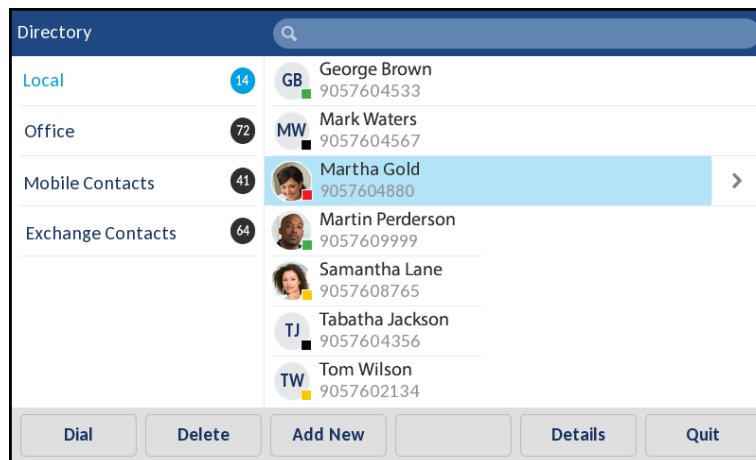 Directory
Local 14
Office 72
Mobile Contacts 41
Exchange Contacts 64
GB George Brown
9057604533
MW Mark Waters
9057604567
Martha Gold
9057604880
Martin Perderson
9057609999
Samantha Lane
9057608765
TJ Tabatha Jackson
9057604356
TW Tom Wilson
9057602134
Dial Delete Add New Details Quit